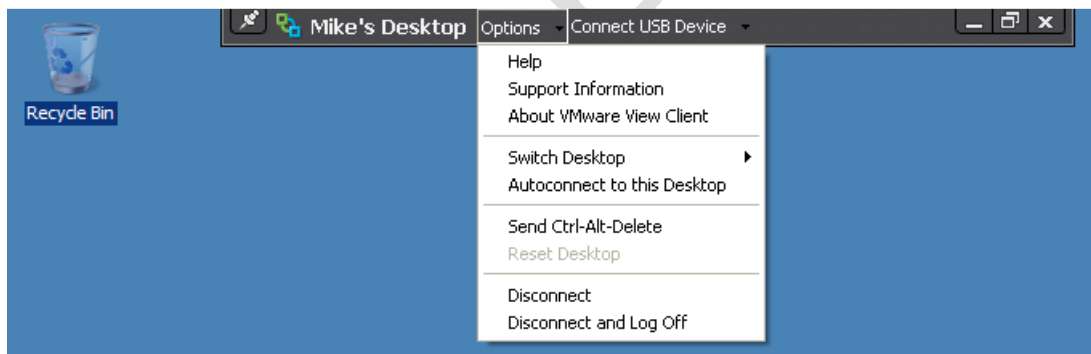 Mike's Desktop Options Connect USB Device
Recycle Bin
Help
Support Information
About VMware View Client
Switch Desktop
Autoconnect to this Desktop
Send Ctrl-Alt-Delete
Reset Desktop
Disconnect
Disconnect and Log Off